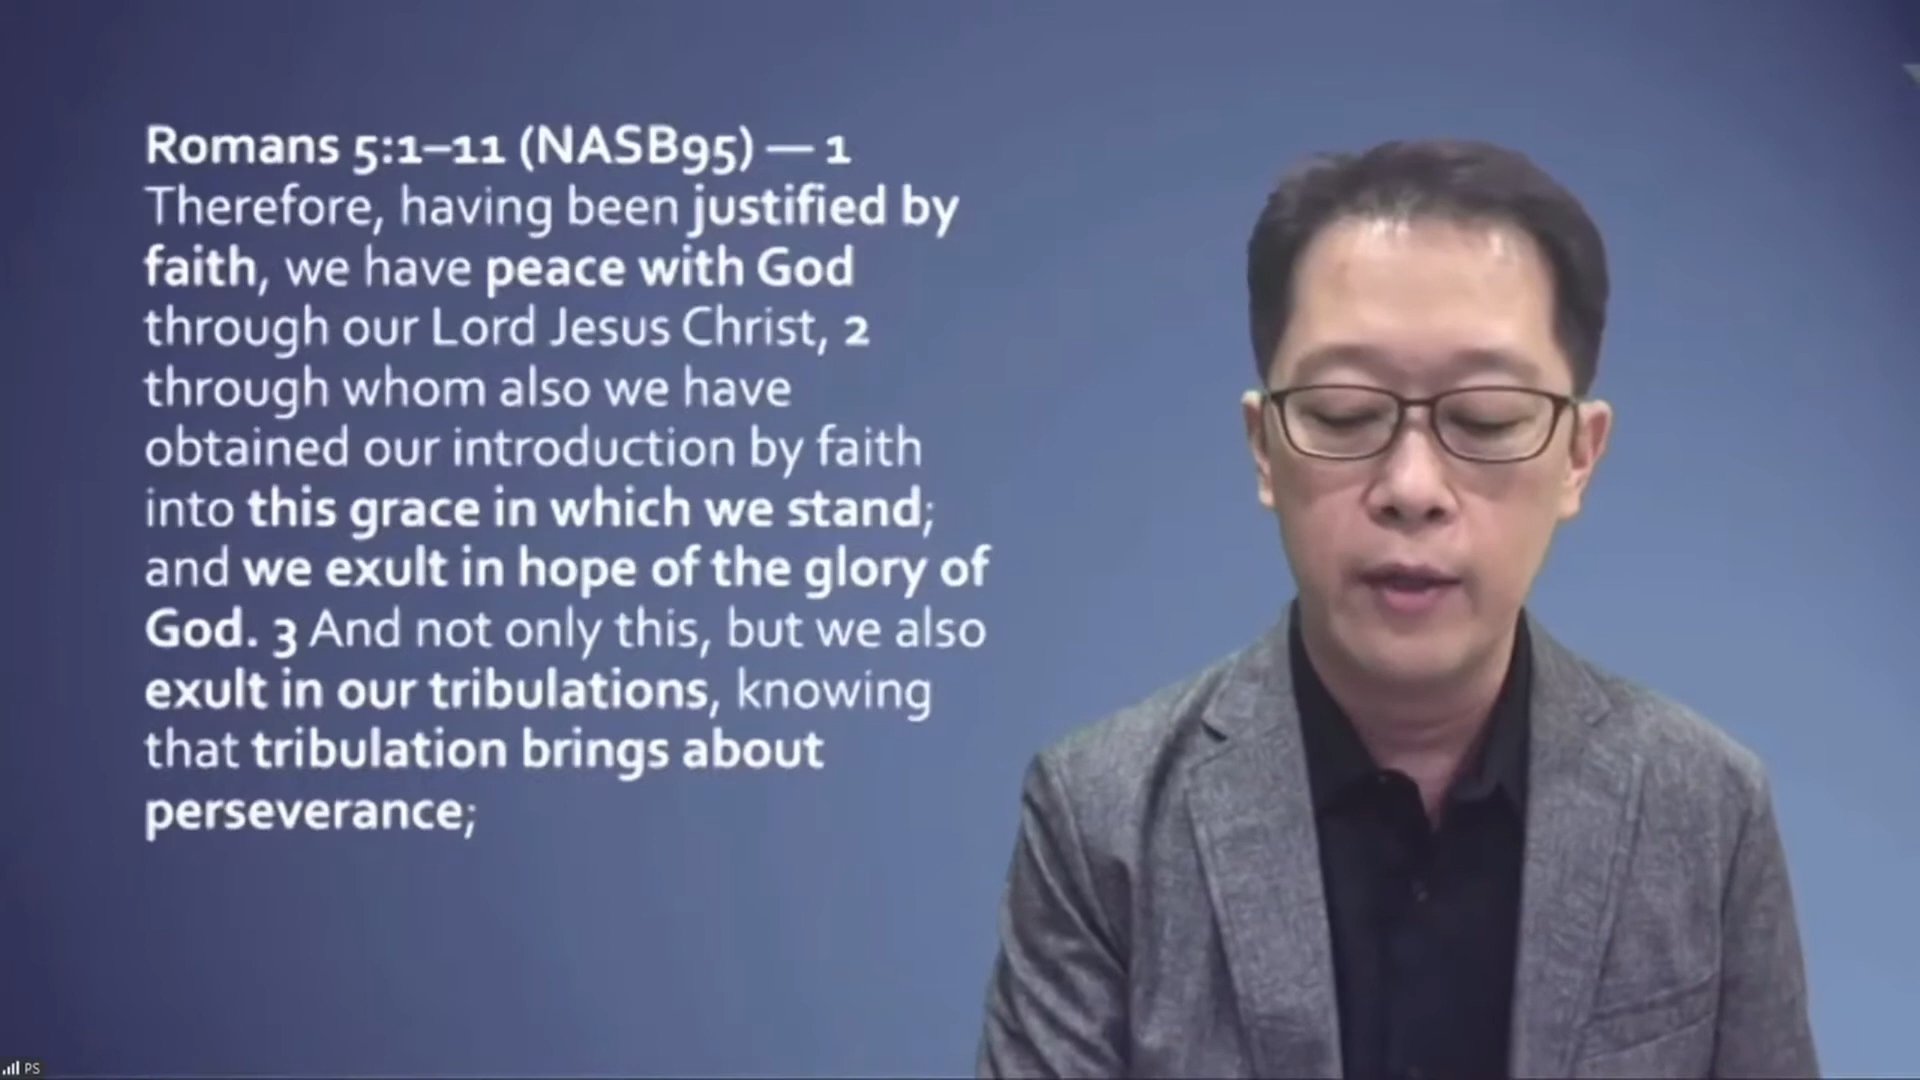 Romans 5:1–11 (NASB95) — 1
Therefore, having been justified by
faith, we have peace with God
through our Lord Jesus Christ, 2
through whom also we have
obtained our introduction by faith
into this grace in which we stand;
and we exult in hope of the glory of
God. 3 And not only this, but we also
exult in our tribulations, knowing
that tribulation brings about
perseverance;
PS